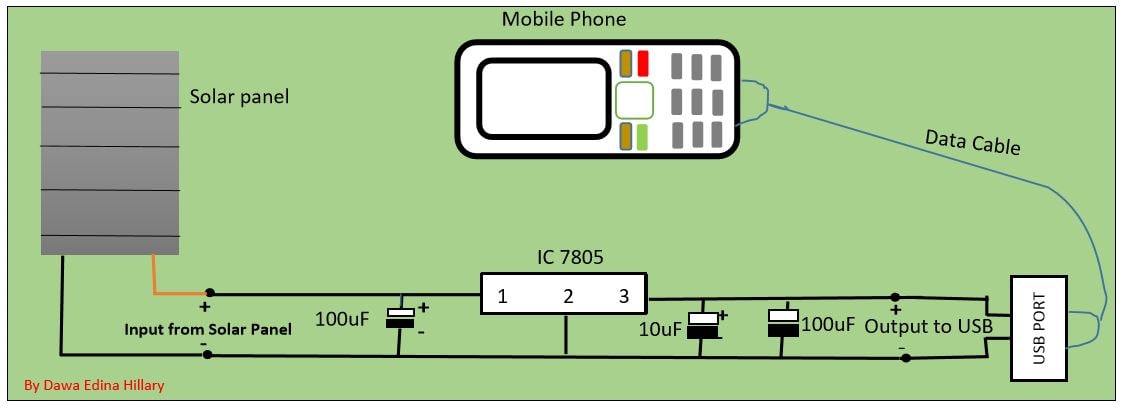 Mobile Phone
Solar panel
Data Cable
IC 7805
1 2 3
+
Input from Solar Panel
-
100uF
+
-
10uF
+
-
100uF
+
Output to USB
-
USB PORT
By Dawa Edina Hillary